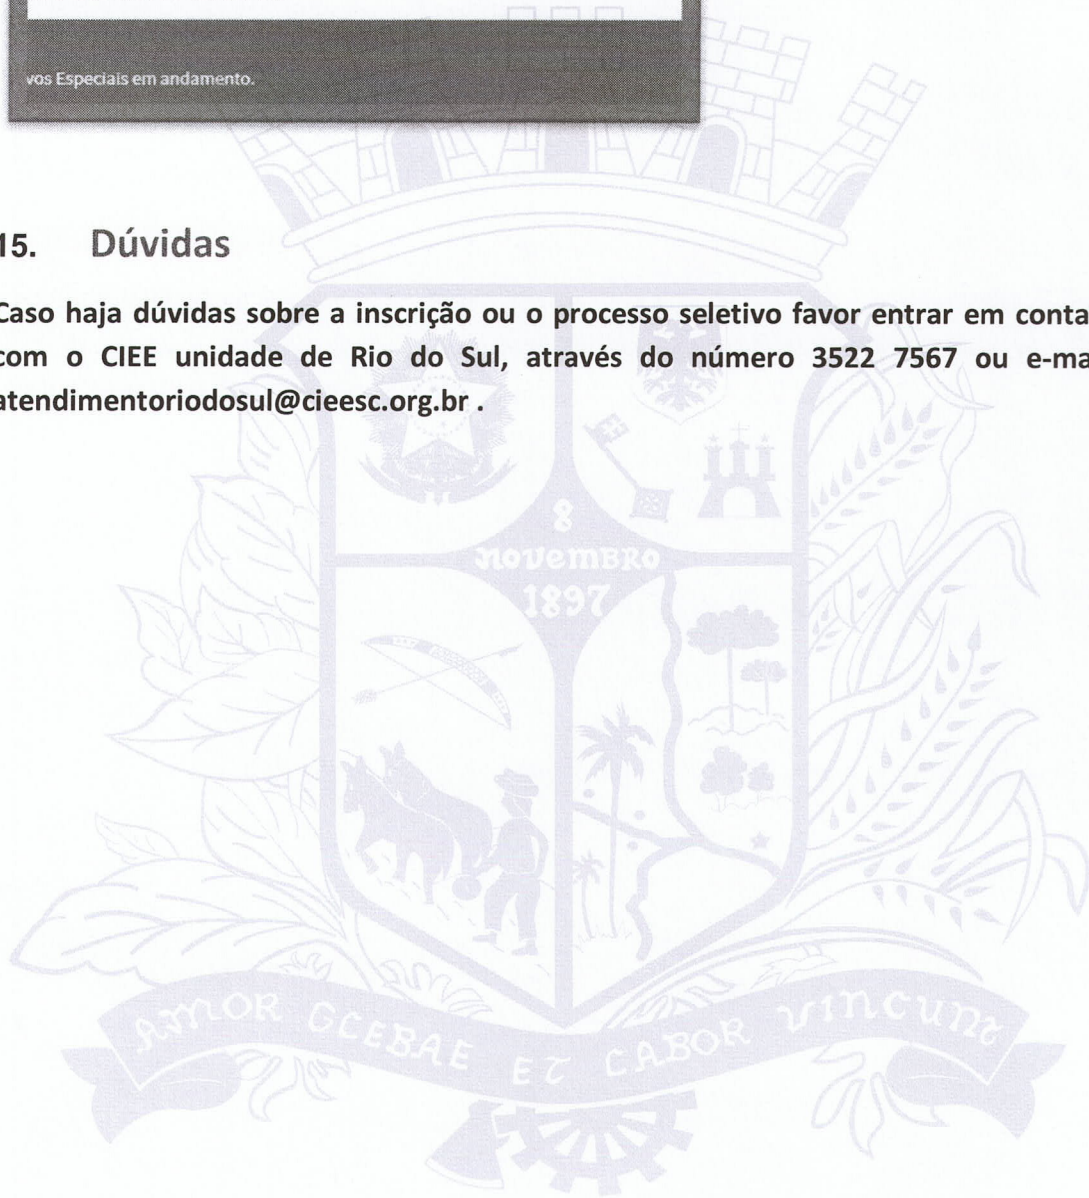 vos Especiais em andamento.
15. Dúvidas
Caso haja dúvidas sobre a inscrição ou o processo seletivo favor entrar em conta
com o CIEE unidade de Rio do Sul, através do número 3522 7567 ou e-ma
atendimentoriodosul@cieesc.org.br .
8
NOVEMBRO
1897
AMOR GLEBAE ET LABOR VINCUNT